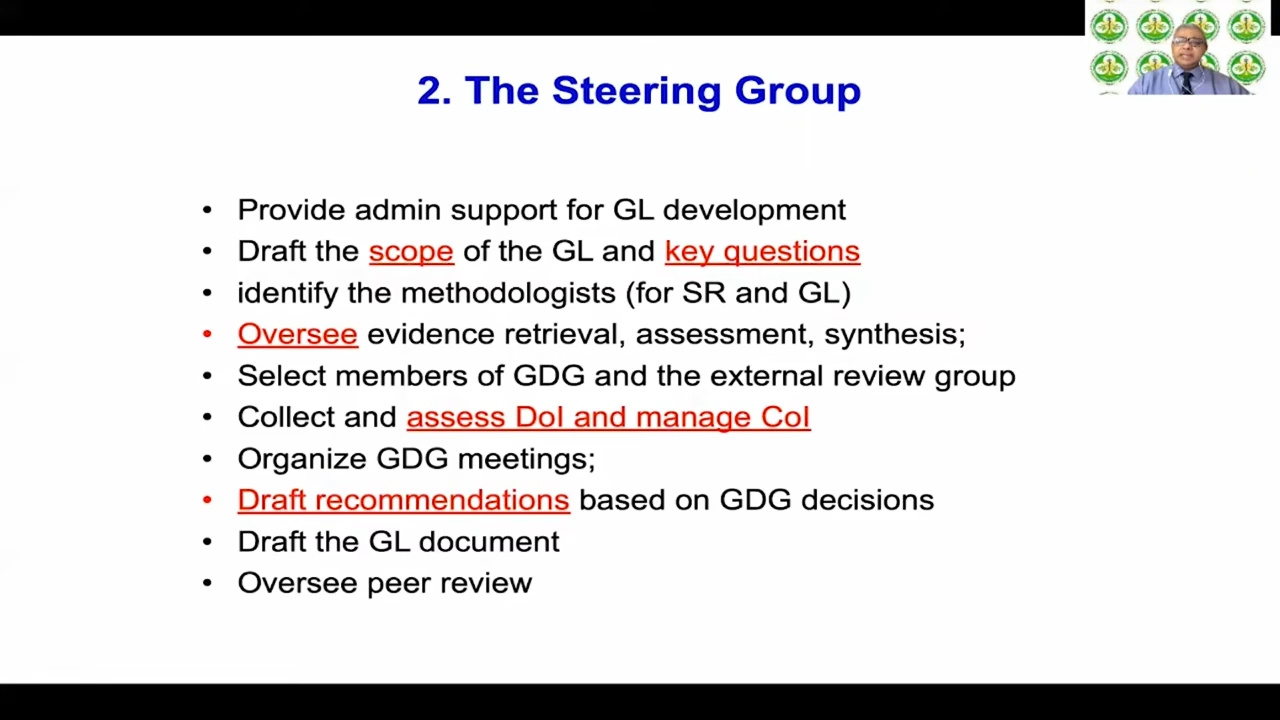 2. The Steering Group
• Provide admin support for GL development
• Draft the scope of the GL and key questions
• identify the methodologists (for SR and GL)
• Oversee evidence retrieval, assessment, synthesis;
• Select members of GDG and the external review group
• Collect and assess DoI and manage CoI
• Organize GDG meetings;
• Draft recommendations based on GDG decisions
• Draft the GL document
• Oversee peer review